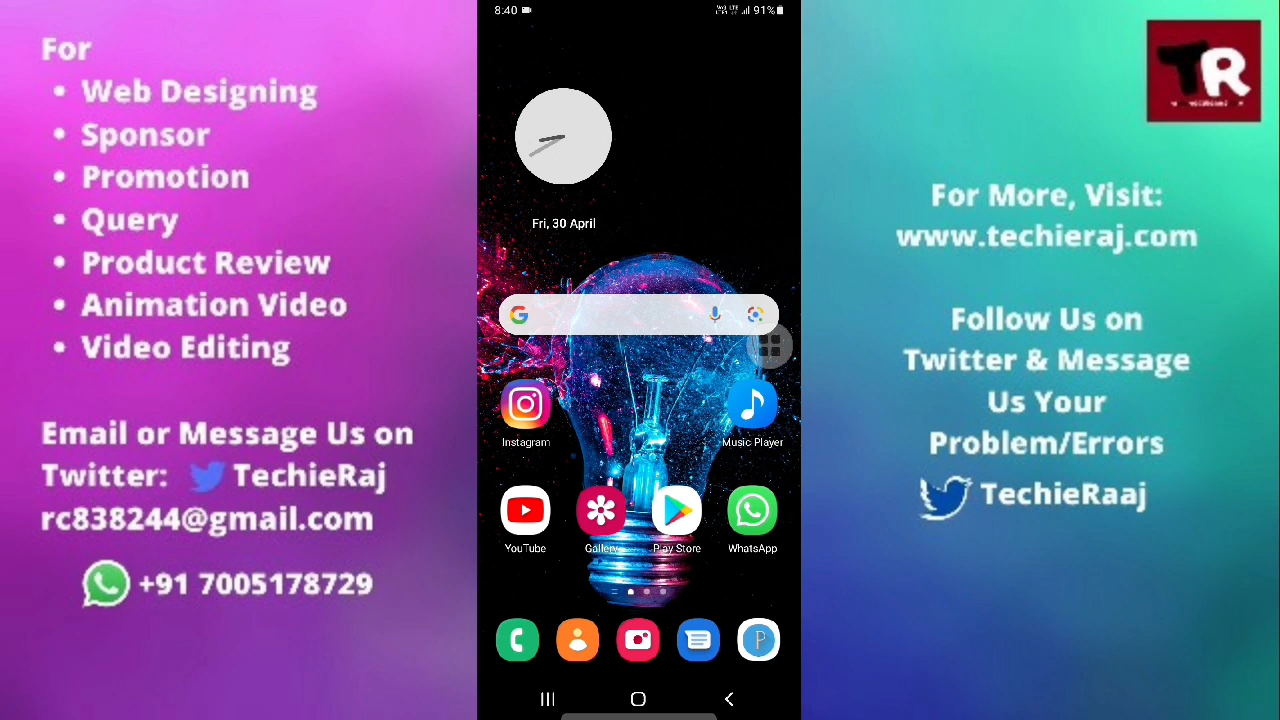 For
• Web Designing
• Sponsor
• Promotion
• Query
• Product Review
• Animation Video
• Video Editing
Email or Message Us on
Twitter: TechieRaj
rc838244@gmail.com
+91 7005178729
8:40
91%
Fri, 30 April
Instagram
Music Player
YouTube
Gallery
Play Store
WhatsApp
TR
For More, Visit:
www.techieraj.com
Follow Us on
Twitter & Message
Us Your
Problem/Errors
TechieRaaj